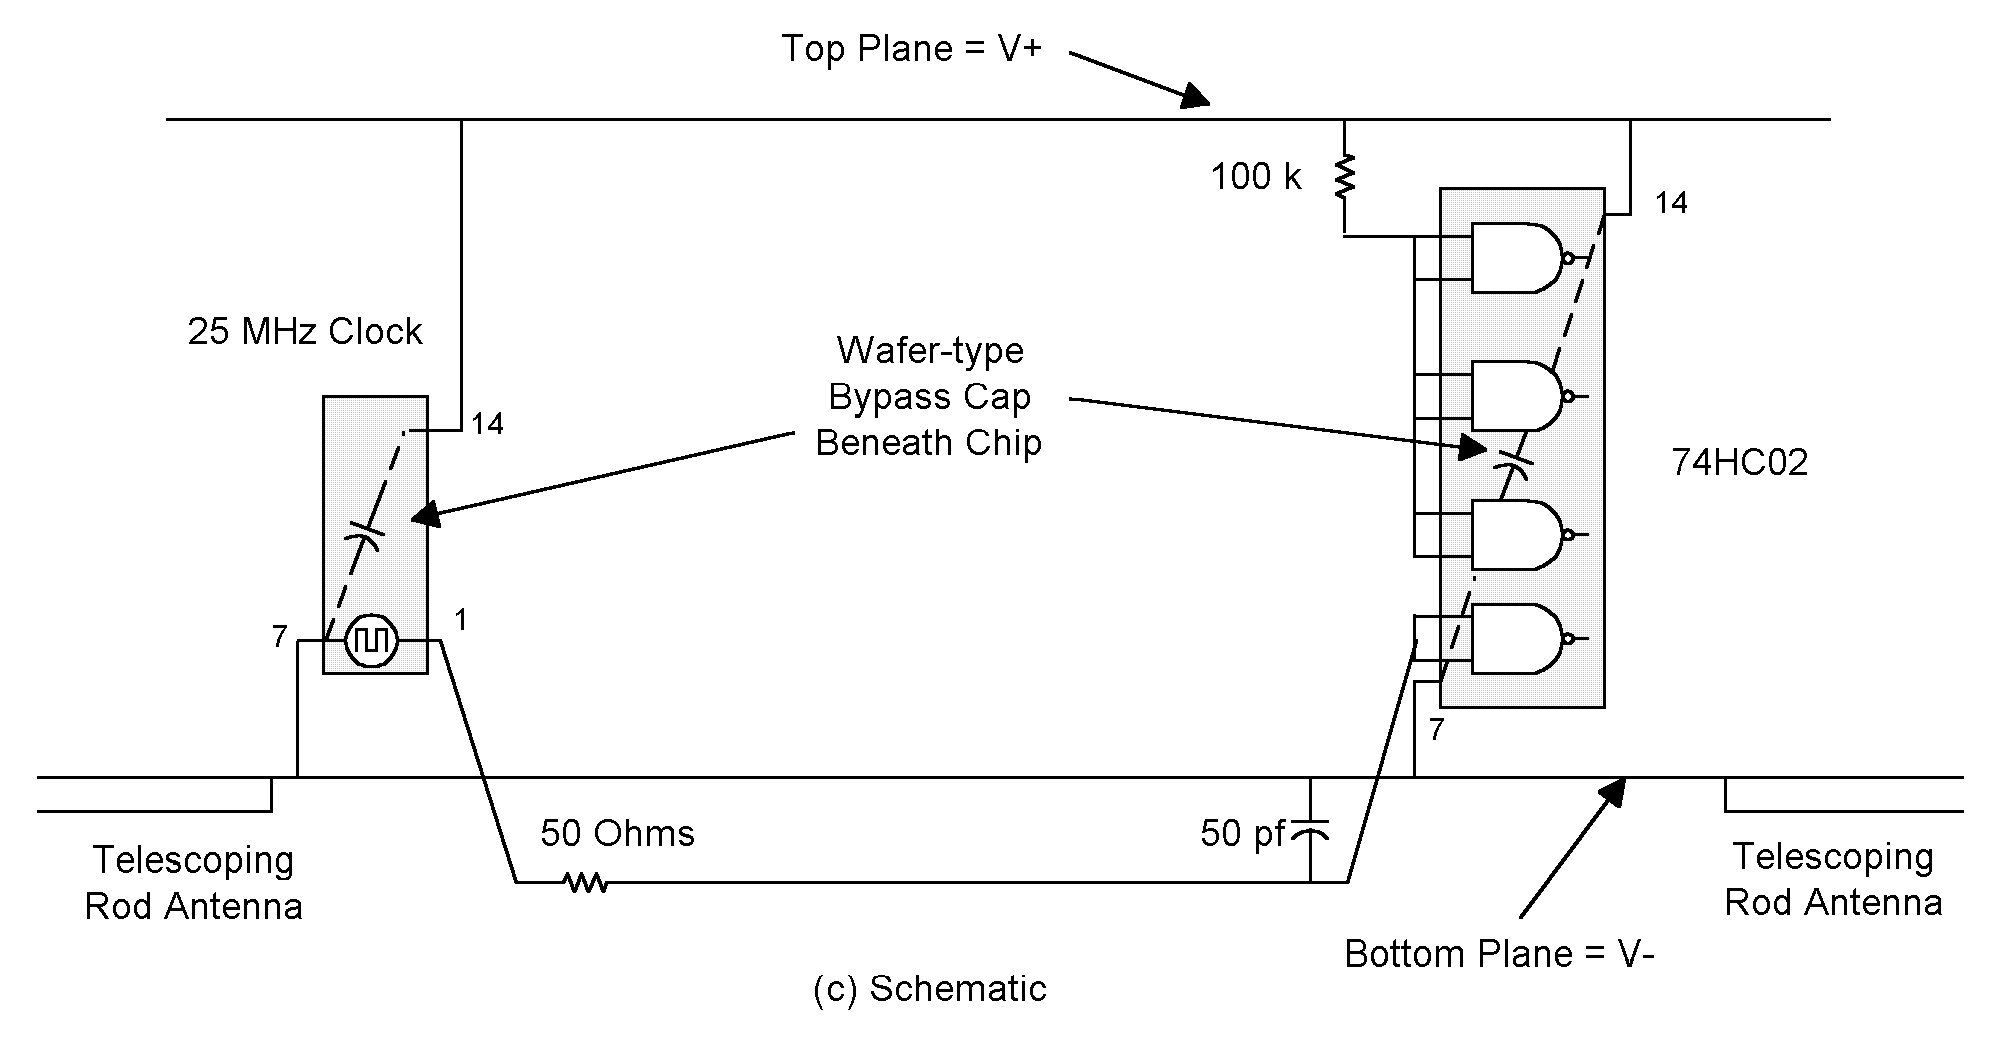 Top Plane = V+
100 k
14
25 MHz Clock
Wafer-type
Bypass Cap
Beneath Chip
14
74HC02
7
1
7
50 Ohms
50 pf
Telescoping
Rod Antenna
Telescoping
Rod Antenna
Bottom Plane = V-
(c) Schematic